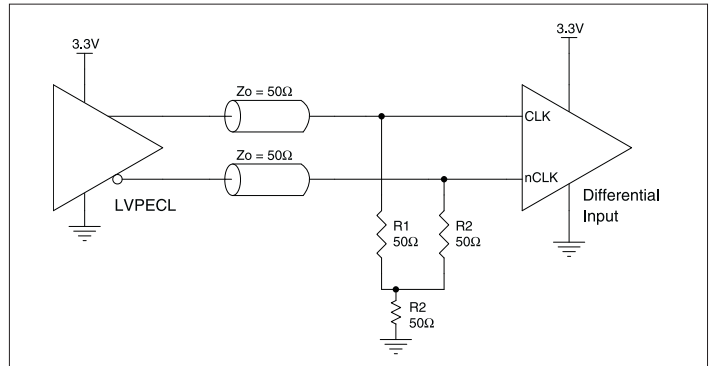 3.3V
3.3V
Zo = 50Ω
CLK
Zo = 50Ω
nCLK
LVPECL
Differential
Input
R1
50Ω
R2
50Ω
R2
50Ω